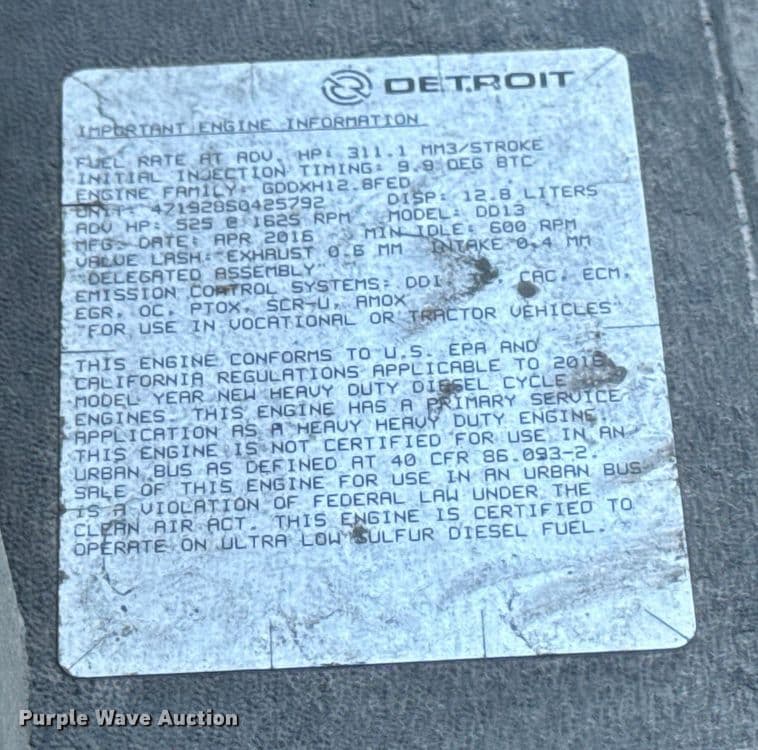 DETROIT
IMPORTANT ENGINE INFORMATION
FUEL RATE AT ADV. HP: 311.1 MM3/STROKE
INITIAL INJECTION TIMING: 9.9 DEG BTC
ENGINE FAMILY: GDDXH12.8FED DISP: 12.8 LITERS
UNIT: 471928S0425792 MODEL: DD13
ADV HP: 525 @ 1625 RPM MIN IDLE: 600 RPM
MFG. DATE: APR 2016 INTAKE 0.4 MM
VALVE LASH: EXHAUST 0.6 MM
"DELEGATED ASSEMBLY"
EMISSION CONTROL SYSTEMS: DDI, CAC, ECM,
EGR, OC, PTOX, SCR-U, AMOX
"FOR USE IN VOCATIONAL OR TRACTOR VEHICLES"
THIS ENGINE CONFORMS TO U.S. EPA AND
CALIFORNIA REGULATIONS APPLICABLE TO 2016
MODEL YEAR NEW HEAVY DUTY DIESEL CYCLE
ENGINES. THIS ENGINE HAS A PRIMARY SERVICE
APPLICATION AS A HEAVY HEAVY DUTY ENGINE.
THIS ENGINE IS NOT CERTIFIED FOR USE IN AN
URBAN BUS AS DEFINED AT 40 CFR 86.093-2.
SALE OF THIS ENGINE FOR USE IN AN URBAN BUS
IS A VIOLATION OF FEDERAL LAW UNDER THE
CLEAN AIR ACT. THIS ENGINE IS CERTIFIED TO
OPERATE ON ULTRA LOW SULFUR DIESEL FUEL.
Purple Wave Auction